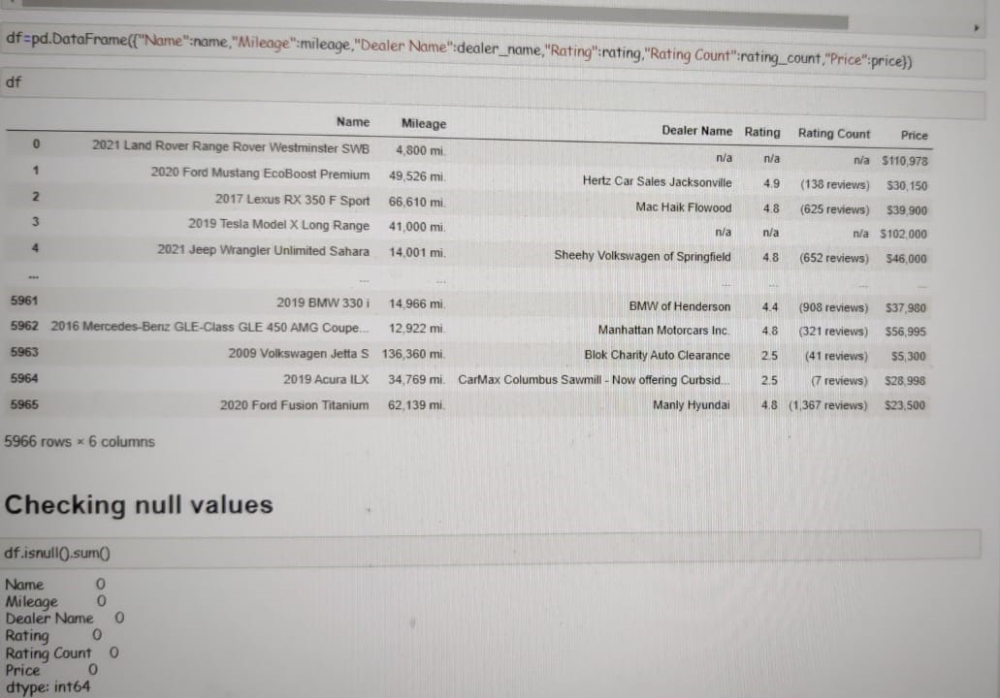 df=pd.DataFrame({"Name":name,"Mileage":mileage,"Dealer Name":dealer_name,"Rating":rating,"Rating Count":rating_count,"Price":price})
df
Name Mileage Dealer Name Rating Rating Count Price
0 2021 Land Rover Range Rover Westminster SWB 4,800 mi. n/a n/a n/a $110,978
1 2020 Ford Mustang EcoBoost Premium 49,526 mi. Hertz Car Sales Jacksonville 4.9 (138 reviews) $30,150
2 2017 Lexus RX 350 F Sport 66,610 mi. Mac Haik Flowood 4.8 (625 reviews) $39,900
3 2019 Tesla Model X Long Range 41,000 mi. n/a n/a n/a $102,000
4 2021 Jeep Wrangler Unlimited Sahara 14,001 mi. Sheehy Volkswagen of Springfield 4.8 (652 reviews) $46,000
... ... ... ... ... ... ...
5961 2019 BMW 330 i 14,966 mi. BMW of Henderson 4.4 (908 reviews) $37,980
5962 2016 Mercedes-Benz GLE-Class GLE 450 AMG Coupe... 12,922 mi. Manhattan Motorcars Inc. 4.8 (321 reviews) $56,995
5963 2009 Volkswagen Jetta S 136,360 mi. Blok Charity Auto Clearance 2.5 (41 reviews) $5,300
5964 2019 Acura ILX 34,769 mi. CarMax Columbus Sawmill - Now offering Curbsid... 2.5 (7 reviews) $28,998
5965 2020 Ford Fusion Titanium 62,139 mi. Manly Hyundai 4.8 (1,367 reviews) $23,500
5966 rows × 6 columns
Checking null values
df.isnull().sum()
Name 0
Mileage 0
Dealer Name 0
Rating 0
Rating Count 0
Price 0
dtype: int64